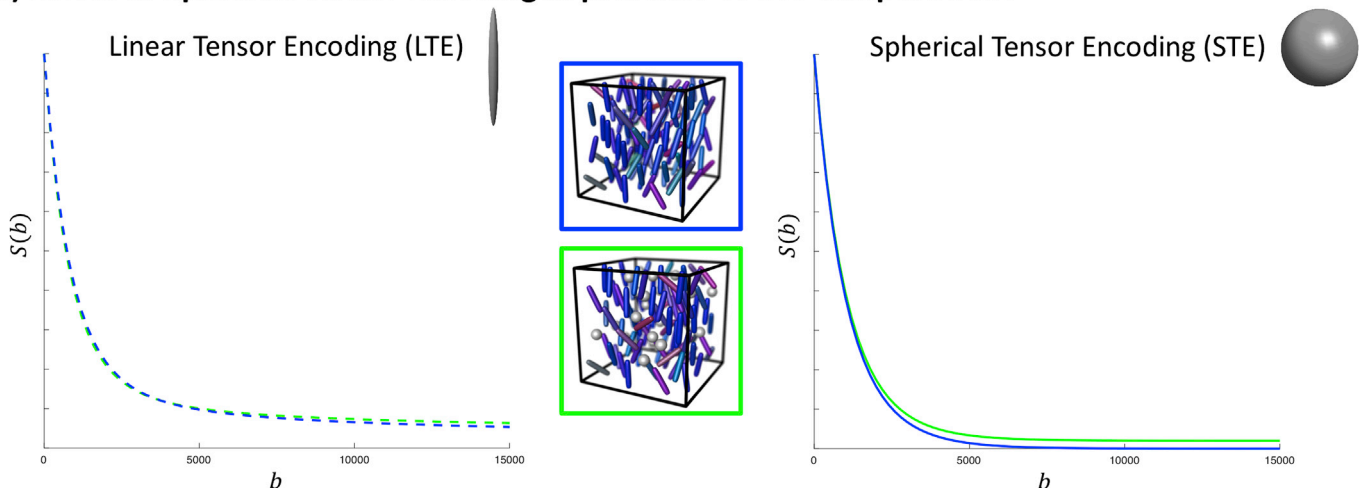 Linear Tensor Encoding (LTE)
S(b)
0 5000 10000 15000
b
Spherical Tensor Encoding (STE)
S(b)
0 5000 10000 15000
b